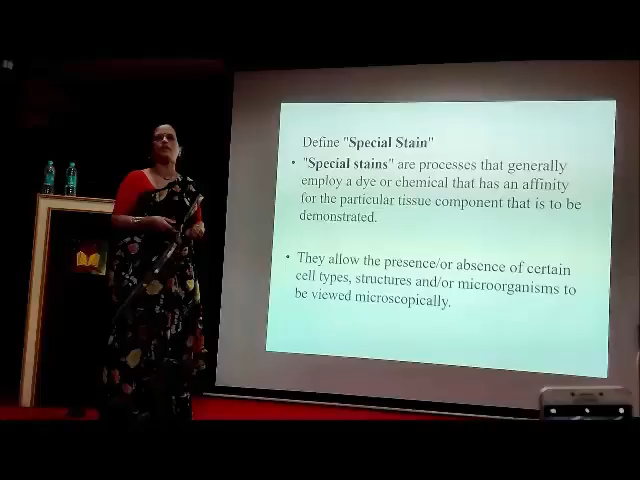 Define "Special Stain"
• "Special stains" are processes that generally
employ a dye or chemical that has an affinity
for the particular tissue component that is to be
demonstrated.
• They allow the presence/or absence of certain
cell types, structures and/or microorganisms to
be viewed microscopically.